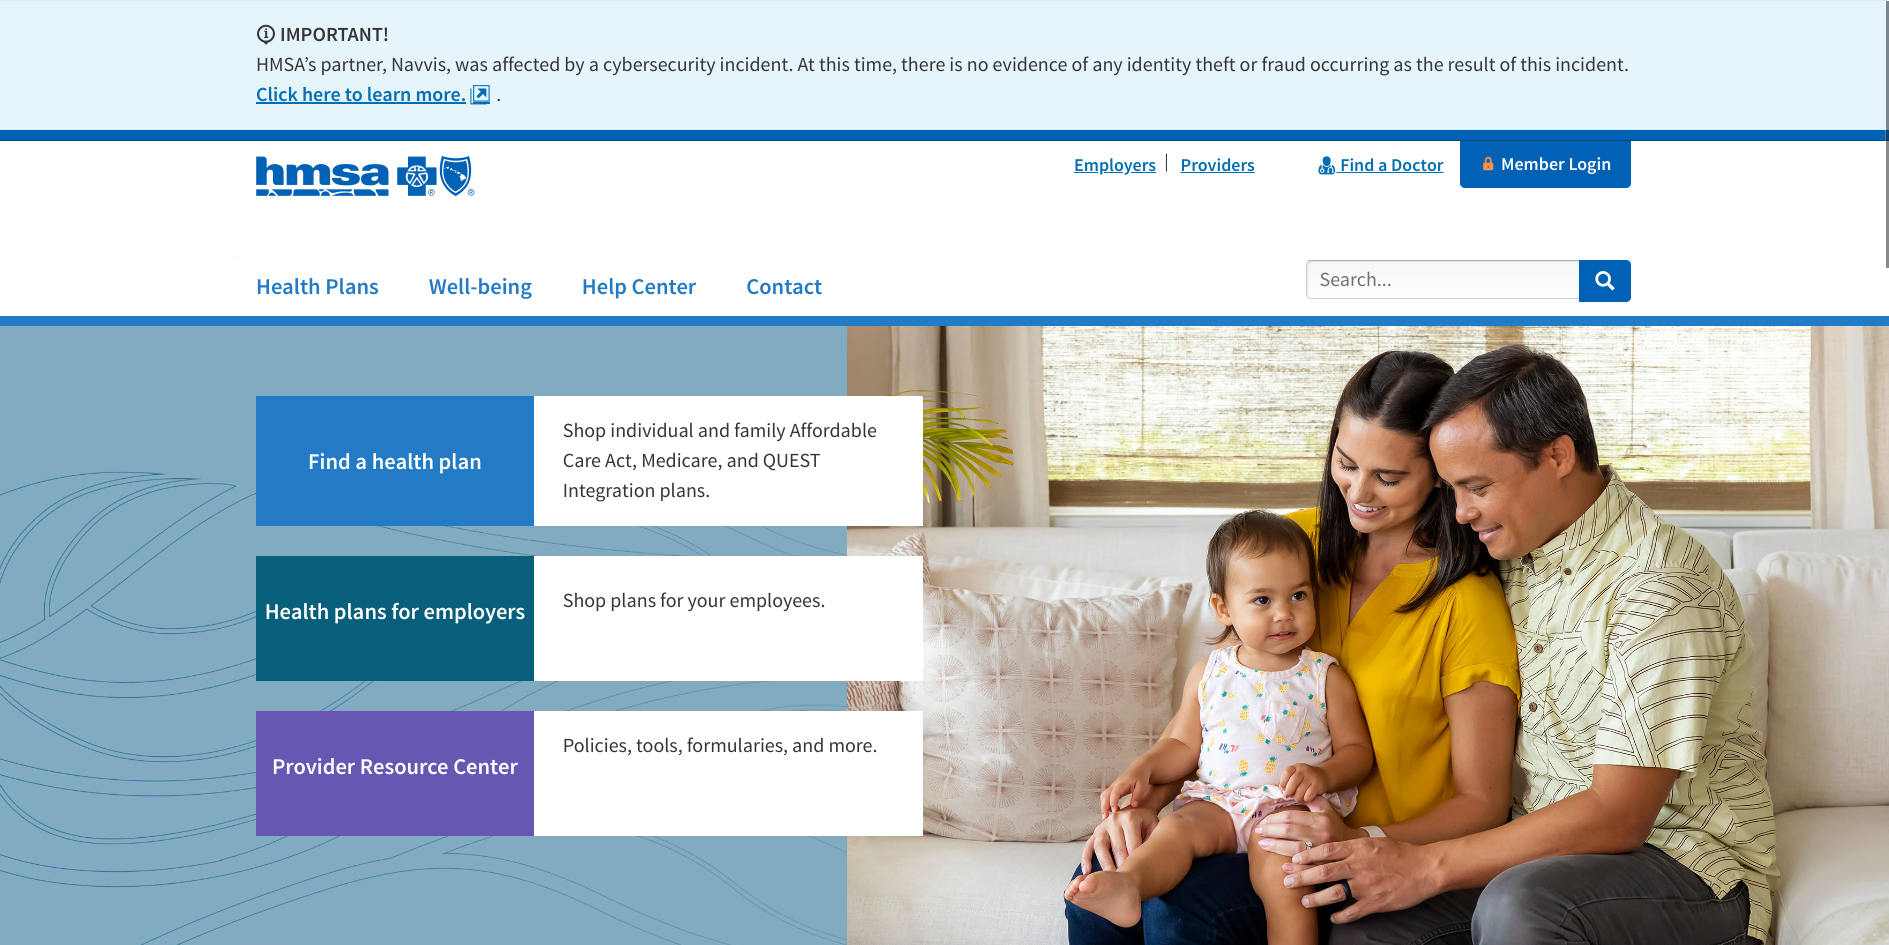 IMPORTANT!
HMSA’s partner, Navvis, was affected by a cybersecurity incident. At this time, there is no evidence of any identity theft or fraud occurring as the result of this incident.
Click here to learn more. .
hmsa
Employers | Providers
Find a Doctor
Member Login
Health Plans
Well-being
Help Center
Contact
Search...
Find a health plan
Shop individual and family Affordable
Care Act, Medicare, and QUEST
Integration plans.
Health plans for employers
Shop plans for your employees.
Provider Resource Center
Policies, tools, formularies, and more.